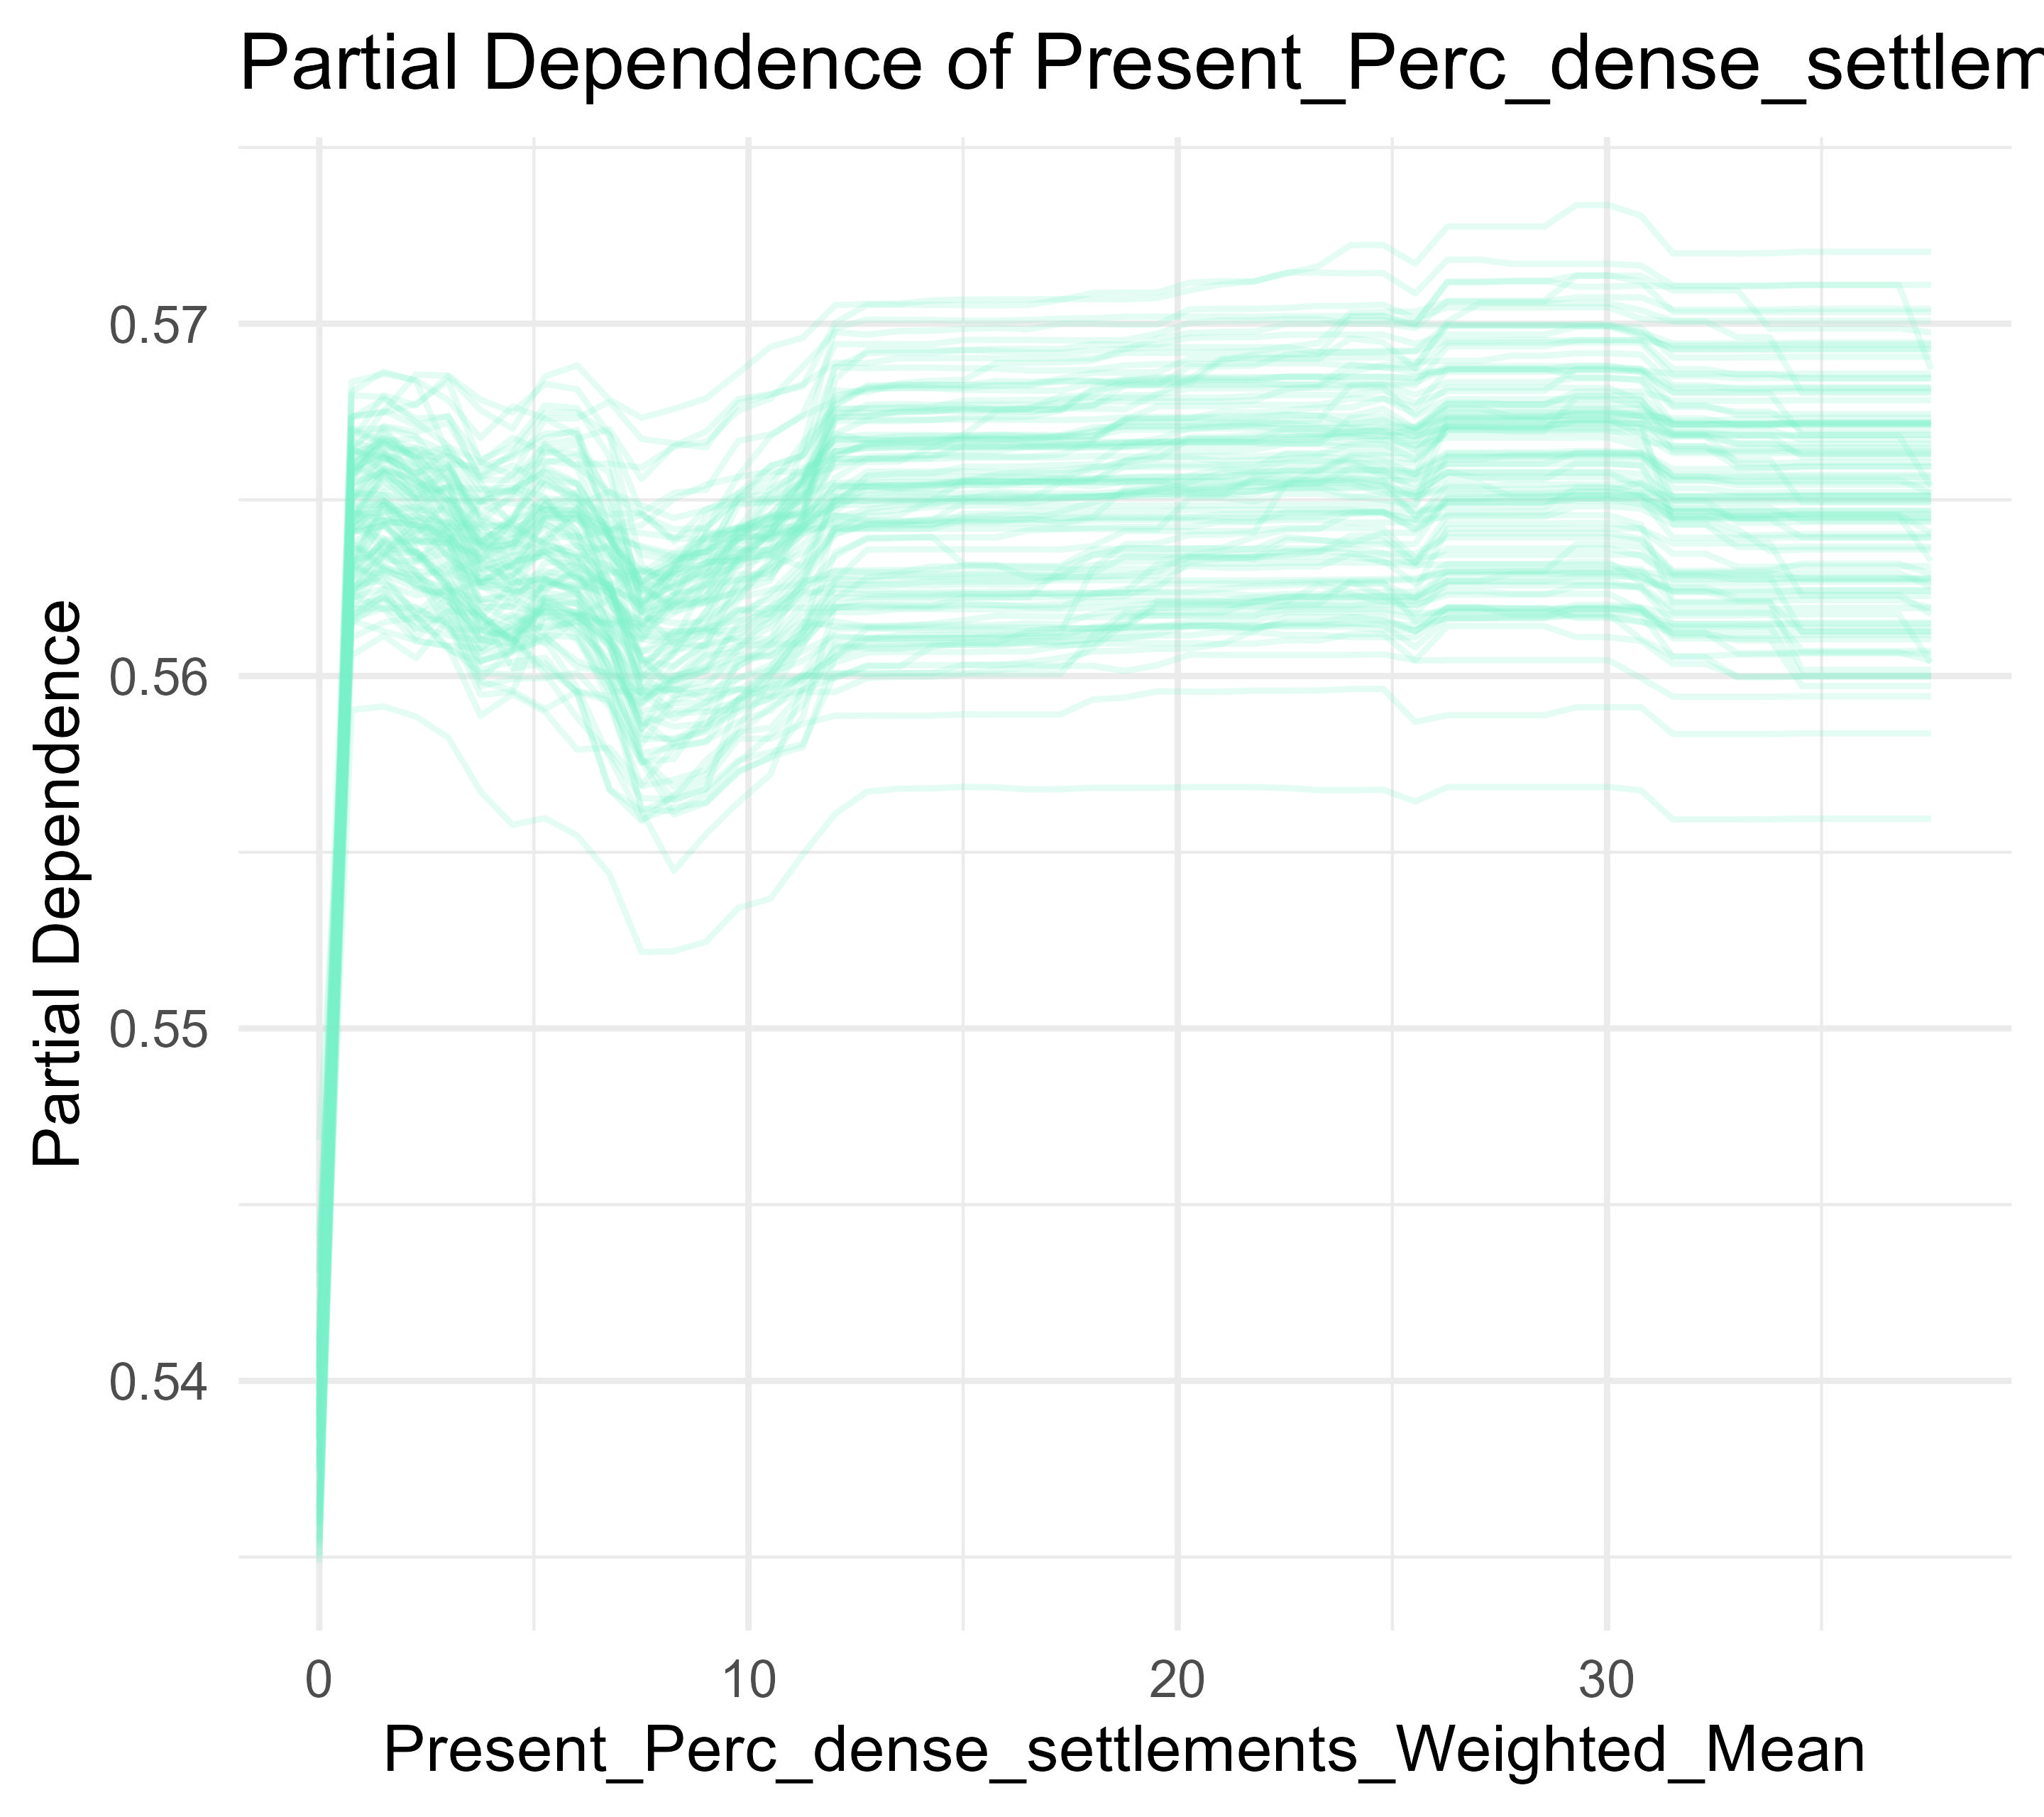 Partial Dependence of Present_Perc_dense_settlem
Partial Dependence
0.57
0.56
0.55
0.54
0 10 20 30
Present_Perc_dense_settlements_Weighted_Mean